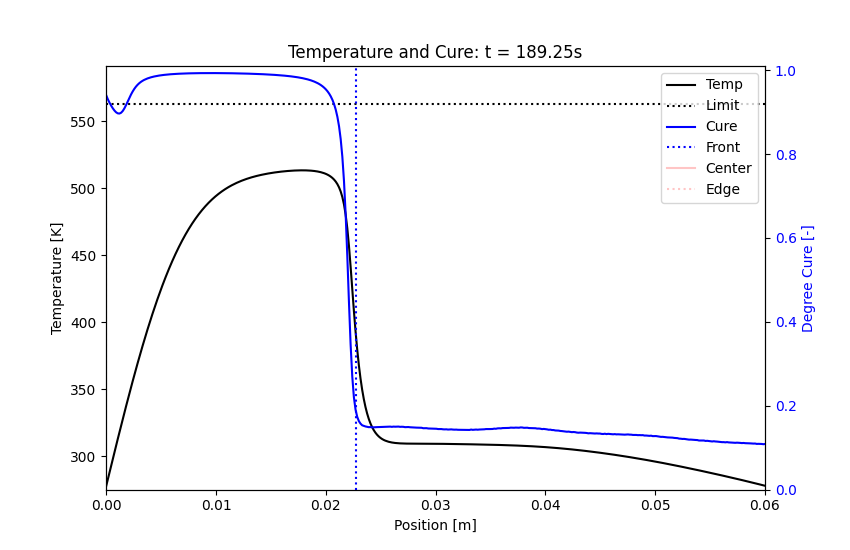 Temperature and Cure: t = 189.25s
Temp
Limit
Cure
Front
Center
Edge
Temperature [K]
550
500
450
400
350
300
1.0
0.8
0.6
0.4
0.2
0.0
Degree Cure [-]
0.00
0.01
0.02
0.03
0.04
0.05
0.06
Position [m]